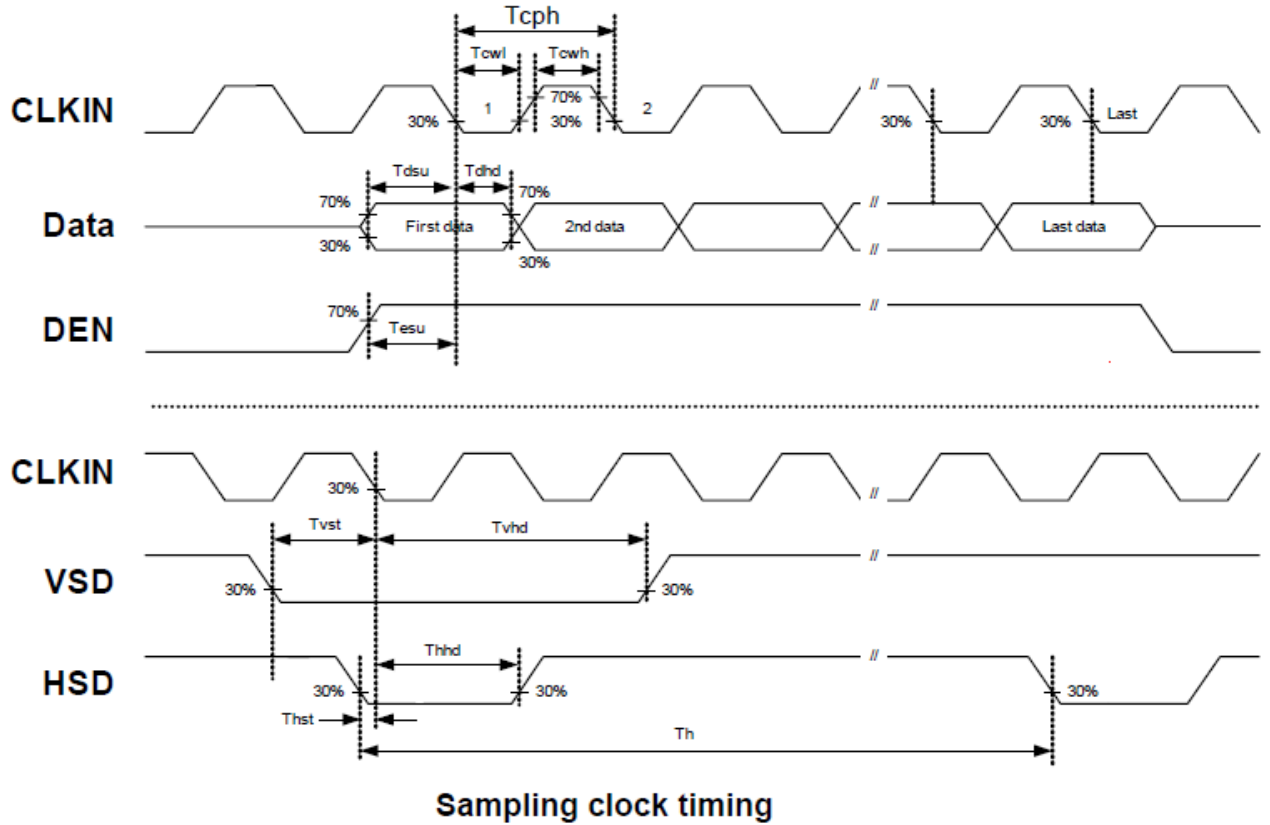 Tcph
Tcwl Tcwh
CLKIN 30% 1 70% 30% 2 // 30% 30% Last
Tdsu Tdhd
70% 70%
Data First data 2nd data // // Last data
30% 30%
DEN 70% //
Tesu
CLKIN 30% //
Tvst Tvhd
VSD 30% 30% //
Thhd
HSD 30% 30% // 30%
Thst
Th
Sampling clock timing